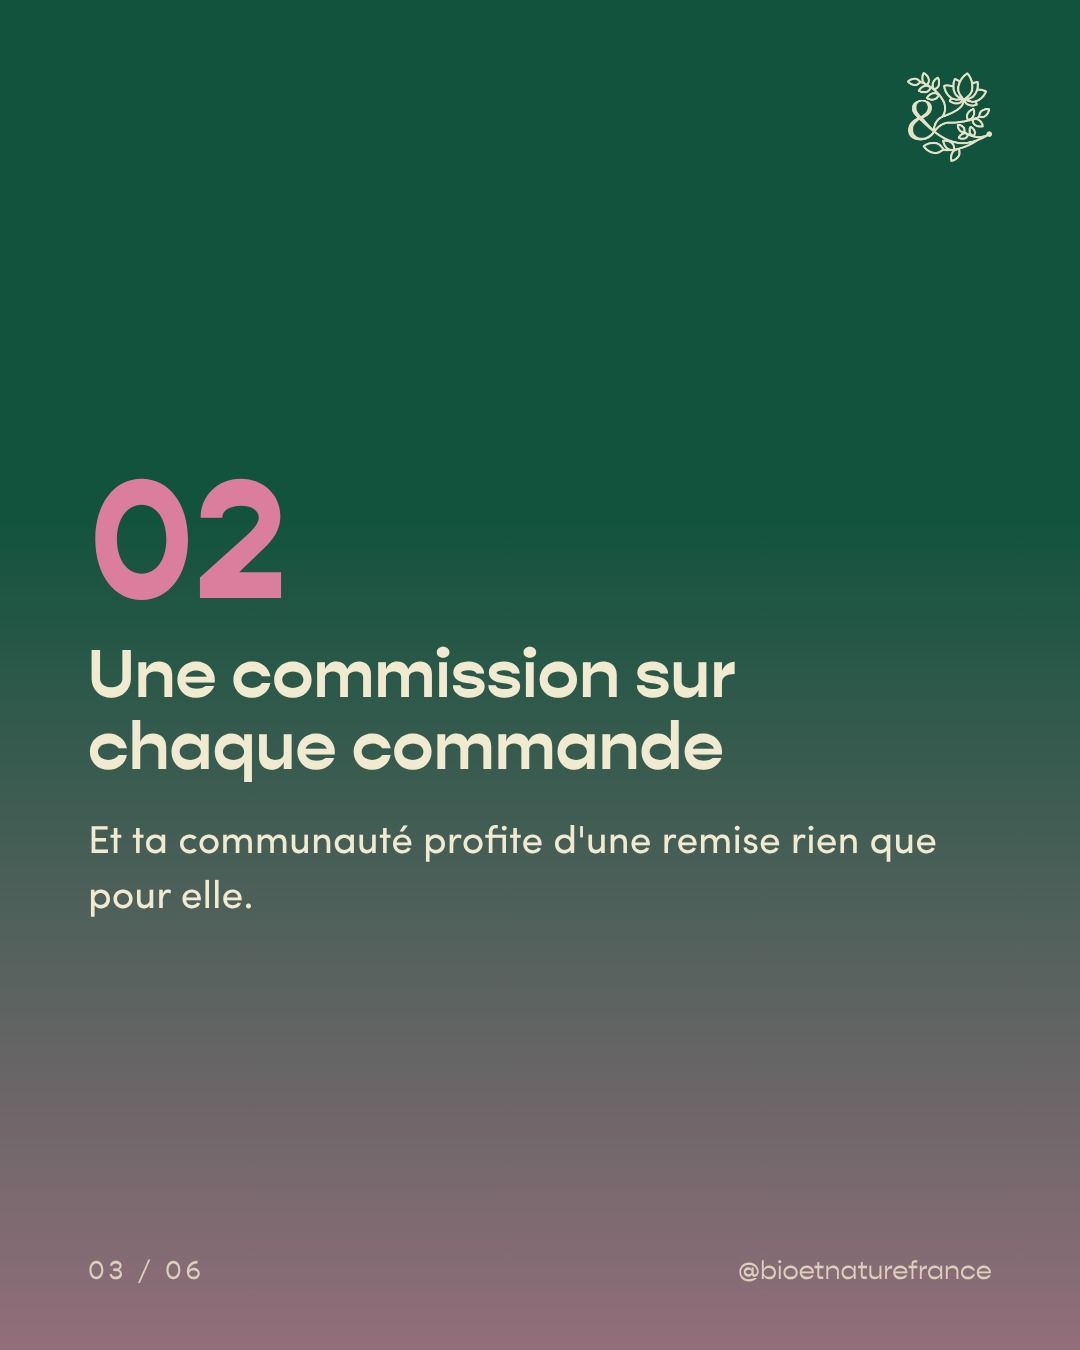 &
02
Une commission sur
chaque commande
Et ta communauté profite d'une remise rien que
pour elle.
03 / 06
@bioetnaturefrance